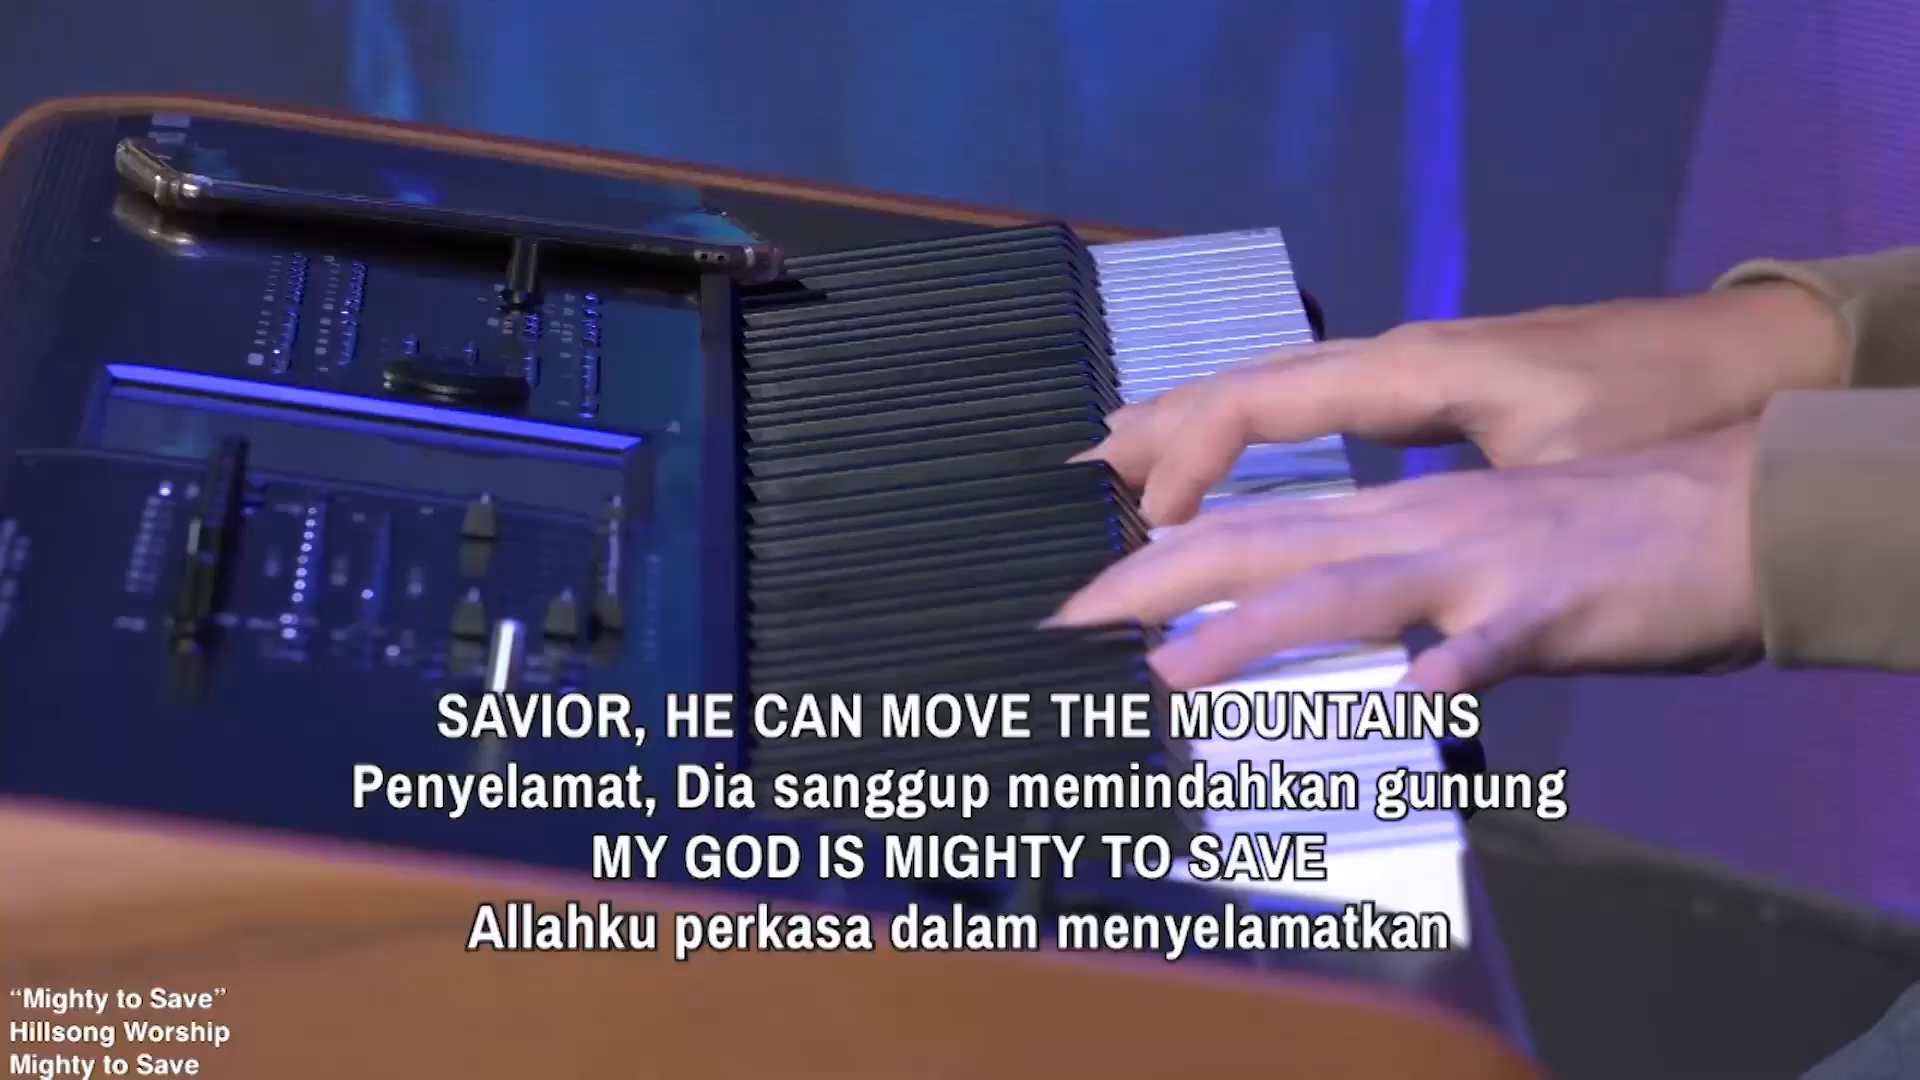 SAVIOR, HE CAN MOVE THE MOUNTAINS
Penyelamat, Dia sanggup memindahkan gunung
MY GOD IS MIGHTY TO SAVE
Allahku perkasa dalam menyelamatkan
“Mighty to Save”
Hillsong Worship
Mighty to Save